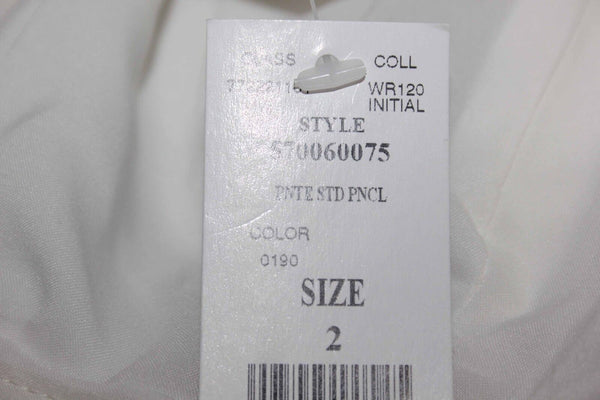 CLASS COLL
WR120
INITIAL
STYLE
570060075
PNTE STD PNCL
COLOR
0190
SIZE
2